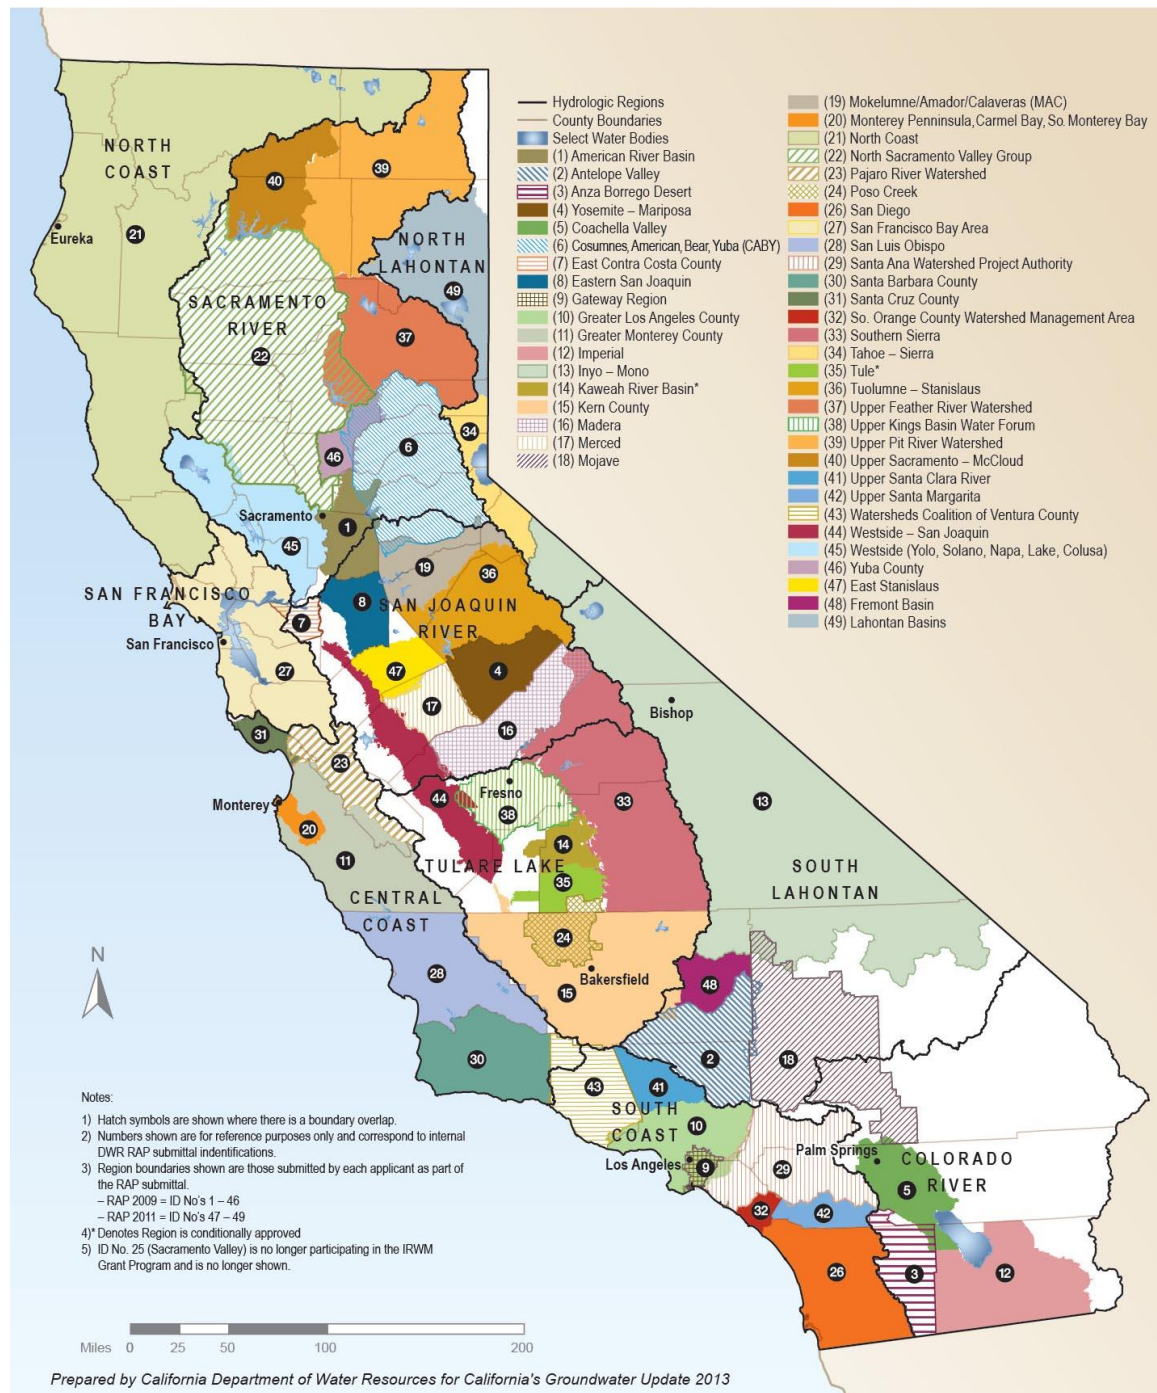 Hydrologic Regions
County Boundaries
Select Water Bodies
(1) American River Basin
(2) Antelope Valley
(3) Anza Borrego Desert
(4) Yosemite – Mariposa
(5) Coachella Valley
(6) Cosumnes, American, Bear, Yuba (CABY)
(7) East Contra Costa County
(8) Eastern San Joaquin
(9) Gateway Region
(10) Greater Los Angeles County
(11) Greater Monterey County
(12) Imperial
(13) Inyo – Mono
(14) Kaweah River Basin*
(15) Kern County
(16) Madera
(17) Merced
(18) Mojave
(19) Mokelumne/Amador/Calaveras (MAC)
(20) Monterey Penninsula, Carmel Bay, So. Monterey Bay
(21) North Coast
(22) North Sacramento Valley Group
(23) Pajaro River Watershed
(24) Poso Creek
(26) San Diego
(27) San Francisco Bay Area
(28) San Luis Obispo
(29) Santa Ana Watershed Project Authority
(30) Santa Barbara County
(31) Santa Cruz County
(32) So. Orange County Watershed Management Area
(33) Southern Sierra
(34) Tahoe – Sierra
(35) Tule*
(36) Tuolumne – Stanislaus
(37) Upper Feather River Watershed
(38) Upper Kings Basin Water Forum
(39) Upper Pit River Watershed
(40) Upper Sacramento – McCloud
(41) Upper Santa Clara River
(42) Upper Santa Margarita
(43) Watersheds Coalition of Ventura County
(44) Westside – San Joaquin
(45) Westside (Yolo, Solano, Napa, Lake, Colusa)
(46) Yuba County
(47) East Stanislaus
(48) Fremont Basin
(49) Lahontan Basins
NORTH
COAST
39
40
21
Eureka
NORTH
LAHONTAN
49
SACRAMENTO
RIVER
22
37
34
6
46
Sacramento
1
45
19
36
SAN FRANCISCO
BAY
8
SAN JOAQUIN
RIVER
7
San Francisco
27
47
4
17
Bishop
16
31
23
Fresno
44
33
13
Monterey
38
20
14
11
TULARE LAKE
SOUTH
LAHONTAN
35
CENTRAL
COAST
24
N
28
Bakersfield
48
15
30
2
18
43
41
SOUTH
COAST
10
Palm Springs
Los Angeles
9
29
COLORADO
RIVER
5
32
42
26
3
12
Notes:
1) Hatch symbols are shown where there is a boundary overlap.
2) Numbers shown are for reference purposes only and correspond to internal
DWR RAP submittal indentifications.
3) Region boundaries shown are those submitted by each applicant as part of
the RAP submittal.
– RAP 2009 = ID No's 1 – 46
– RAP 2011 = ID No's 47 – 49
4)* Denotes Region is conditionally approved
5) ID No. 25 (Sacramento Valley) is no longer participating in the IRWM
Grant Program and is no longer shown.
Miles 0 25 50 100 200
Prepared by California Department of Water Resources for California's Groundwater Update 2013